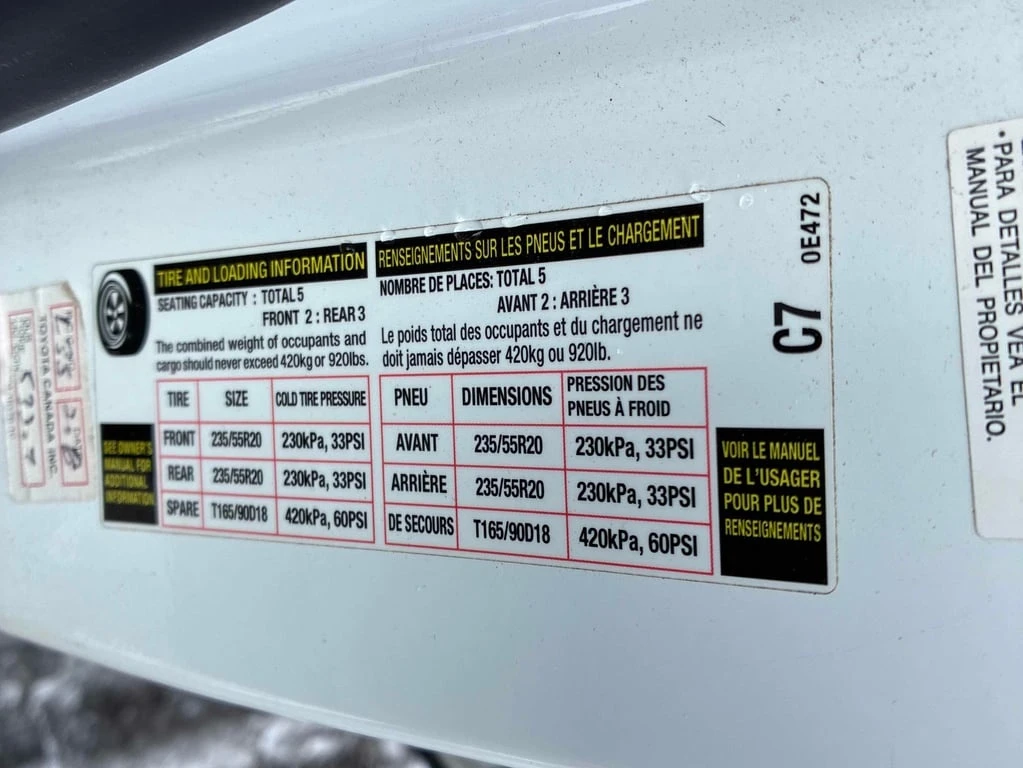 TIRE AND LOADING INFORMATION
SEATING CAPACITY : TOTAL 5
FRONT 2 : REAR 3
The combined weight of occupants and
cargo should never exceed 420kg or 920lbs.
TIRE SIZE COLD TIRE PRESSURE
FRONT 235/55R20 230kPa, 33PSI
REAR 235/55R20 230kPa, 33PSI
SPARE T165/90D18 420kPa, 60PSI
SEE OWNER'S
MANUAL FOR
ADDITIONAL
INFORMATION
RENSEIGNEMENTS SUR LES PNEUS ET LE CHARGEMENT
NOMBRE DE PLACES: TOTAL 5
AVANT 2 : ARRIÈRE 3
Le poids total des occupants et du chargement ne
doit jamais dépasser 420kg ou 920lb.
PNEU DIMENSIONS PRESSION DES
PNEUS À FROID
AVANT 235/55R20 230kPa, 33PSI
ARRIÈRE 235/55R20 230kPa, 33PSI
DE SECOURS T165/90D18 420kPa, 60PSI
VOIR LE MANUEL
DE L'USAGER
POUR PLUS DE
RENSEIGNEMENTS
C7
0E472
•PARA DETALLES VEA EL
MANUAL DEL PROPIETARIO.
TOYOTA CANADA INC.